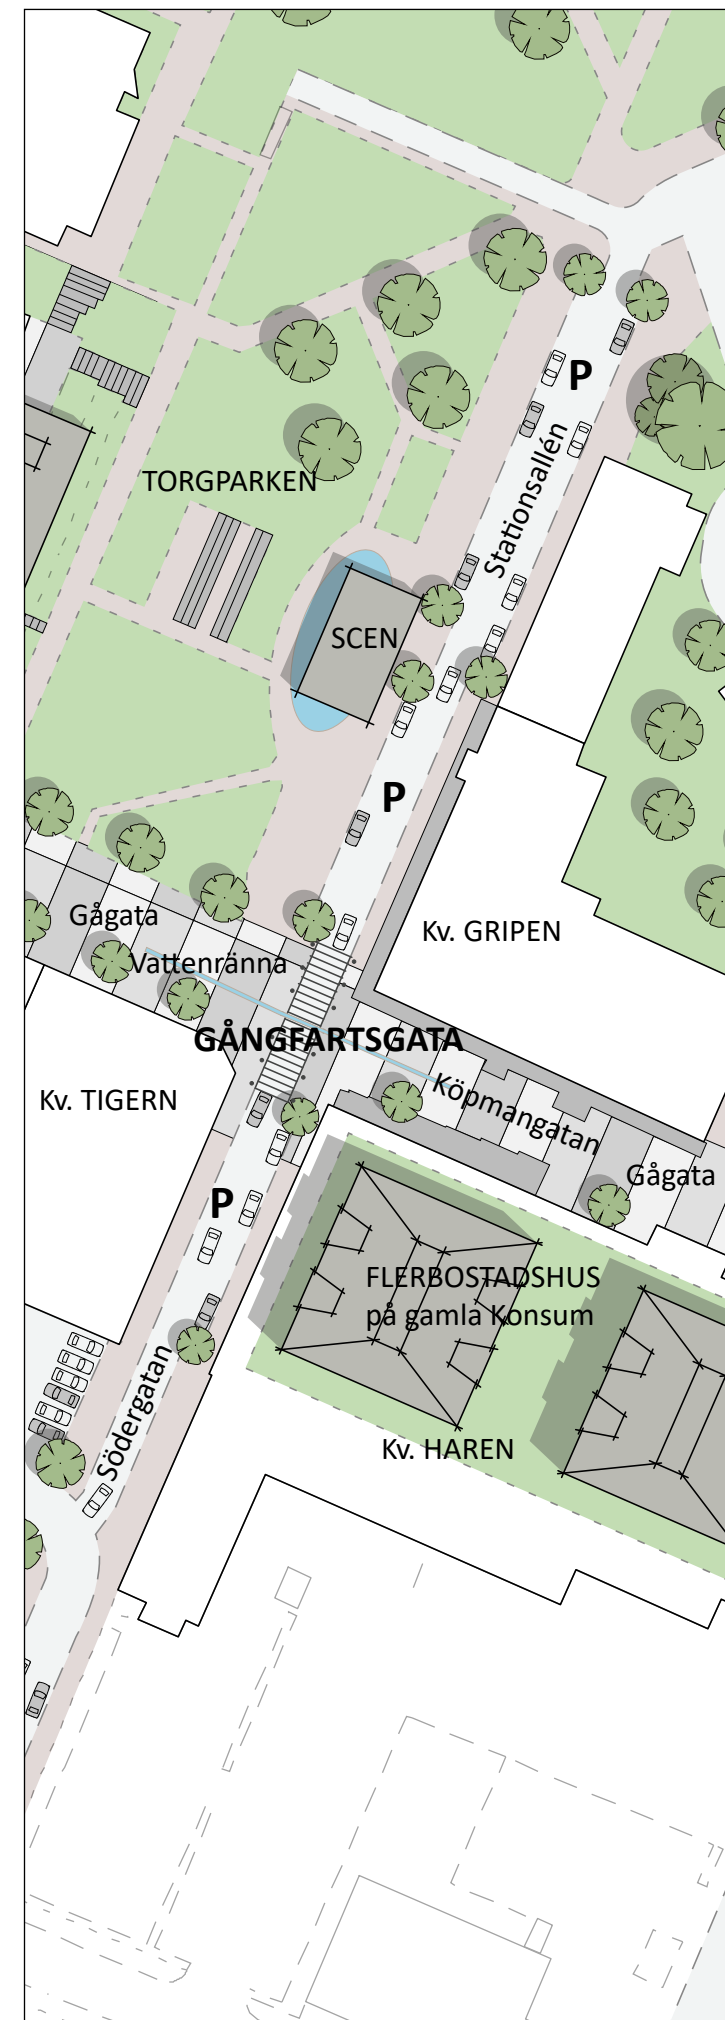 P
Stationsallén
TORGPARKEN
SCEN
P
Gågata
Kv. GRIPEN
Vattenränna
GÅNGFARTSGATA
Kv. TIGERN
Köpmangatan
Gågata
P
FLERBOSTADSHUS
på gamla Konsum
Södergatan
Kv. HAREN